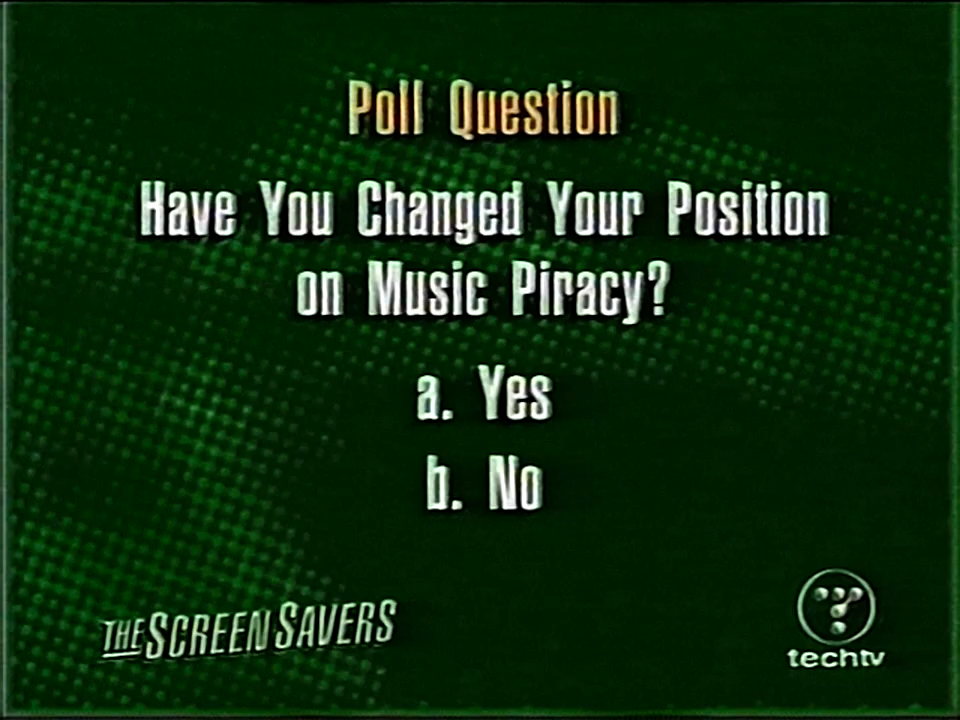 Poll Question
Have You Changed Your Position
on Music Piracy?
a. Yes
b. No
THE SCREEN SAVERS
techtv